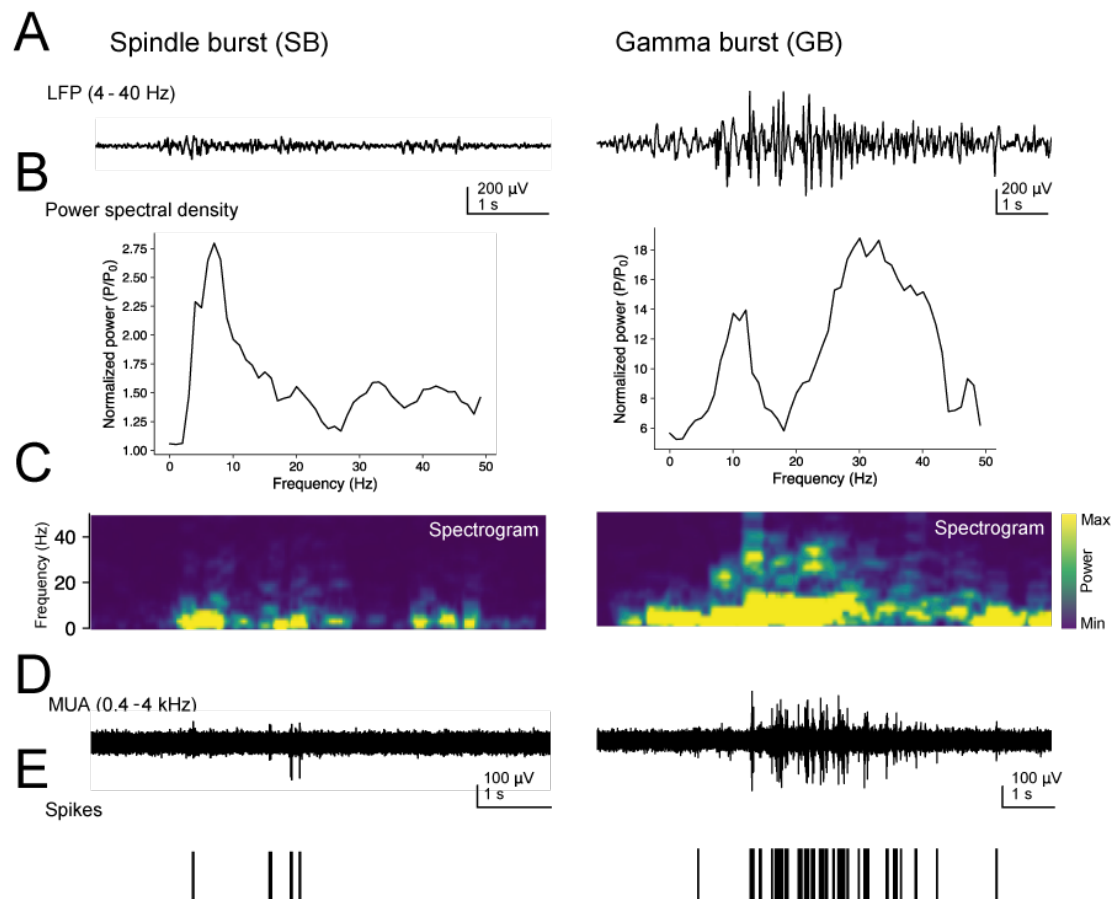 A
Spindle burst (SB)
Gamma burst (GB)
LFP (4 - 40 Hz)
B
200 µV
1 s
200 µV
1 s
Power spectral density
Normalized power (P/P0)
2.75
2.50
2.25
2.00
1.75
1.50
1.25
1.00
0 10 20 30 40 50
Frequency (Hz)
Normalized power (P/P0)
18
16
14
12
10
8
6
0 10 20 30 40 50
Frequency (Hz)
C
Frequency (Hz)
40
20
0
Spectrogram
Spectrogram
Max
Power
Min
D
MUA (0.4 -4 kHz)
E
100 µV
1 s
100 µV
1 s
Spikes